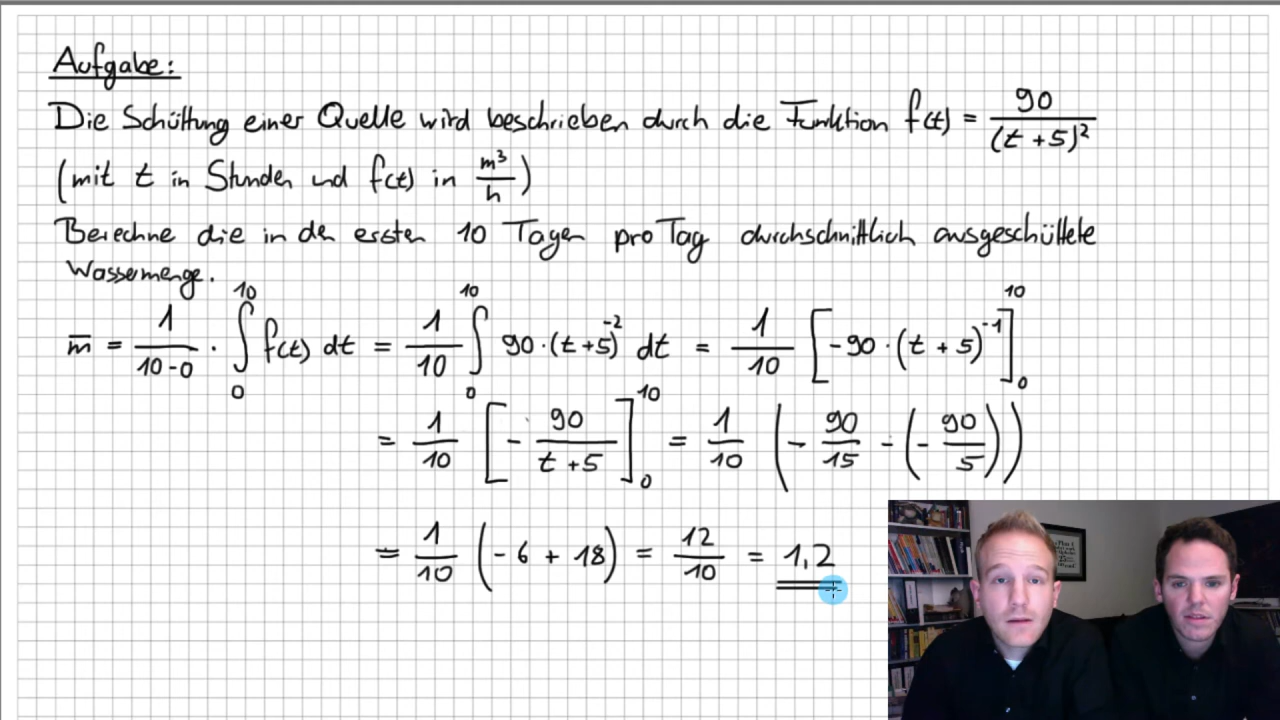 Aufgabe:
Die Schüttung einer Quelle wird beschrieben durch die Funktion f(t) = 90/(t+5)²
(mit t in Stunden und f(t) in m³/h)
Berechne die in den ersten 10 Tagen pro Tag durchschnittlich ausgeschüttete
Wassermenge.
m̅ = 1/(10-0) · ∫₀¹⁰ f(t) dt = 1/10 ∫₀¹⁰ 90·(t+5)⁻² dt = 1/10 [-90·(t+5)⁻¹]₀¹⁰
= 1/10 [-90/(t+5)]₀¹⁰ = 1/10 (-90/15 - (-90/5))
= 1/10 (-6 + 18) = 12/10 = 1,2